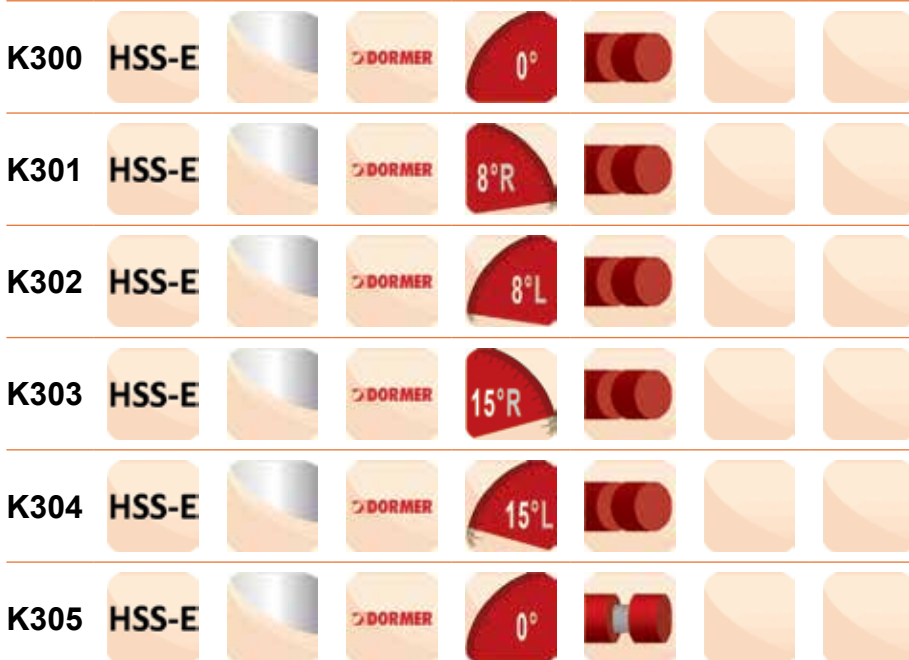 K300 HSS-E DORMER 0°
K301 HSS-E DORMER 8°R
K302 HSS-E DORMER 8°L
K303 HSS-E DORMER 15°R
K304 HSS-E DORMER 15°L
K305 HSS-E DORMER 0°